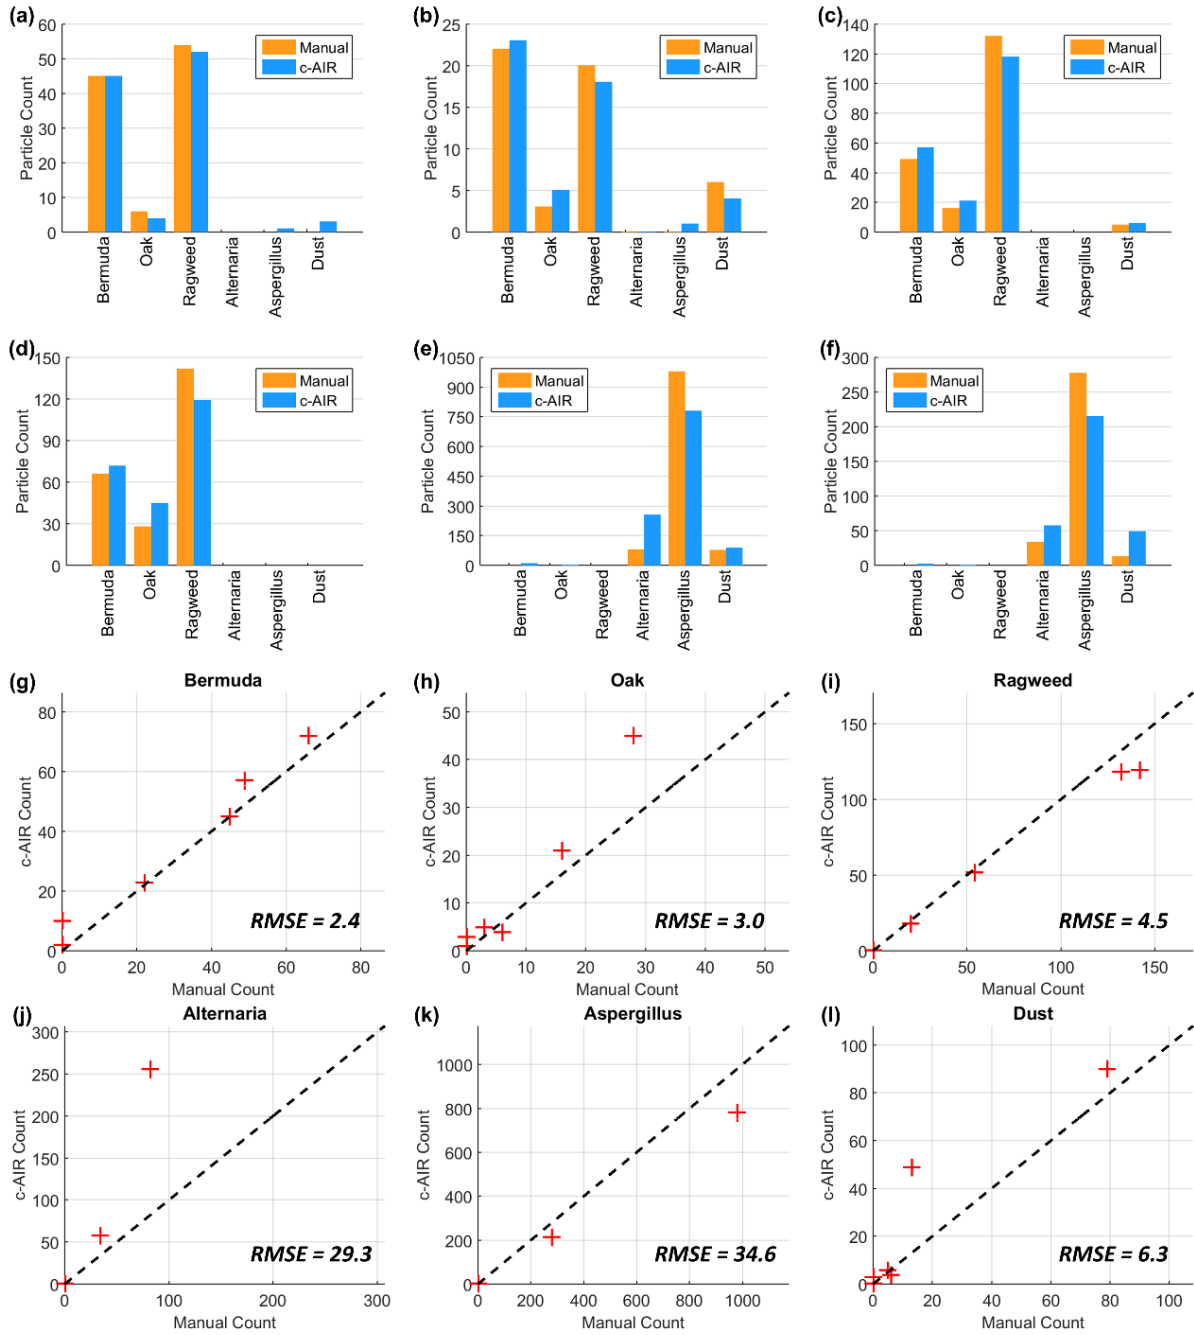 (a)
60
50
40
30
20
10
0
Particle Count
Manual
c-AIR
Bermuda
Oak
Ragweed
Alternaria
Aspergillus
Dust
(b)
25
20
15
10
5
0
Particle Count
Manual
c-AIR
Bermuda
Oak
Ragweed
Alternaria
Aspergillus
Dust
(c)
140
120
100
80
60
40
20
0
Particle Count
Manual
c-AIR
Bermuda
Oak
Ragweed
Alternaria
Aspergillus
Dust
(d)
150
120
90
60
30
0
Particle Count
Manual
c-AIR
Bermuda
Oak
Ragweed
Alternaria
Aspergillus
Dust
(e)
1050
900
750
600
450
300
150
0
Particle Count
Manual
c-AIR
Bermuda
Oak
Ragweed
Alternaria
Aspergillus
Dust
(f)
300
250
200
150
100
50
0
Particle Count
Manual
c-AIR
Bermuda
Oak
Ragweed
Alternaria
Aspergillus
Dust
(g)
Bermuda
80
60
40
20
0
c-AIR Count
RMSE = 2.4
0 20 40 60 80
Manual Count
(h)
Oak
50
40
30
20
10
0
c-AIR Count
RMSE = 3.0
0 10 20 30 40 50
Manual Count
(i)
Ragweed
150
100
50
0
c-AIR Count
RMSE = 4.5
0 50 100 150
Manual Count
(j)
Alternaria
300
250
200
150
100
50
0
c-AIR Count
RMSE = 29.3
0 100 200 300
Manual Count
(k)
Aspergillus
1000
800
600
400
200
0
c-AIR Count
RMSE = 34.6
0 200 400 600 800 1000
Manual Count
(l)
Dust
100
80
60
40
20
0
c-AIR Count
RMSE = 6.3
0 20 40 60 80 100
Manual Count